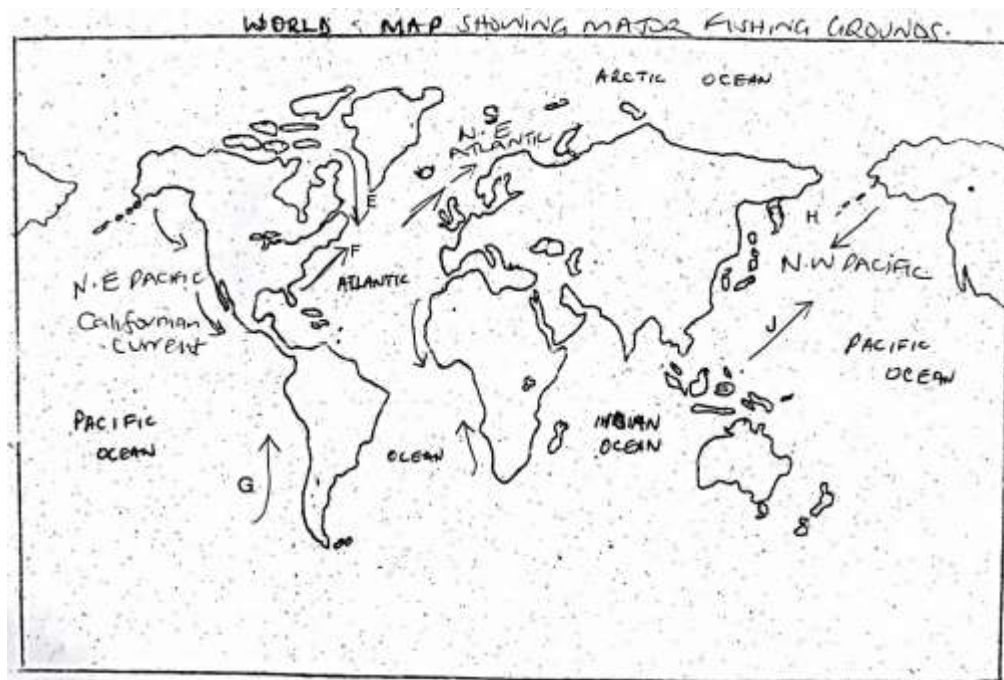 WORLD MAP SHOWING MAJOR FISHING GROUNDS.
ARCTIC OCEAN
S
N.E
ATLANTIC
E
H
F
N.E PACIFIC
ATLANTIC
N.W PACIFIC
Californian
Current
J
PACIFIC
OCEAN
PACIFIC
OCEAN
OCEAN
INDIAN
OCEAN
G